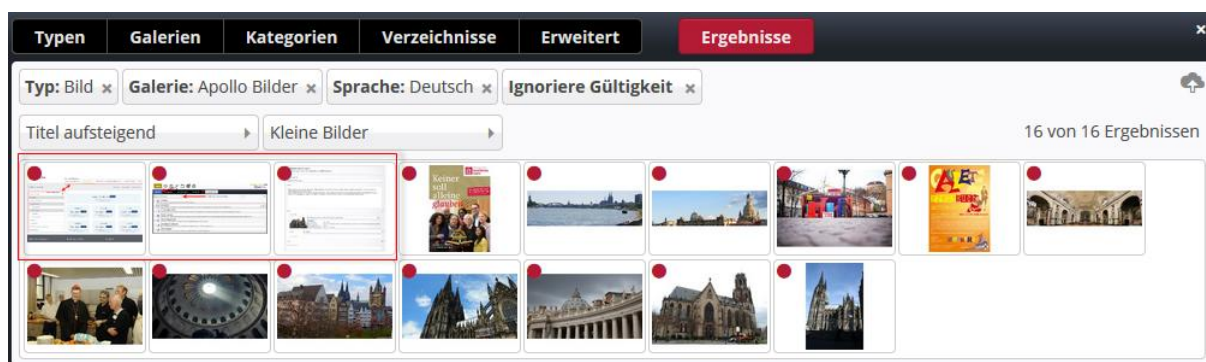 Typen Galerien Kategorien Verzeichnisse Erweitert Ergebnisse ×
Typ: Bild × Galerie: Apollo Bilder × Sprache: Deutsch × Ignoriere Gültigkeit ×
Titel aufsteigend Kleine Bilder 16 von 16 Ergebnissen
Keiner
soll
alleine
glauben